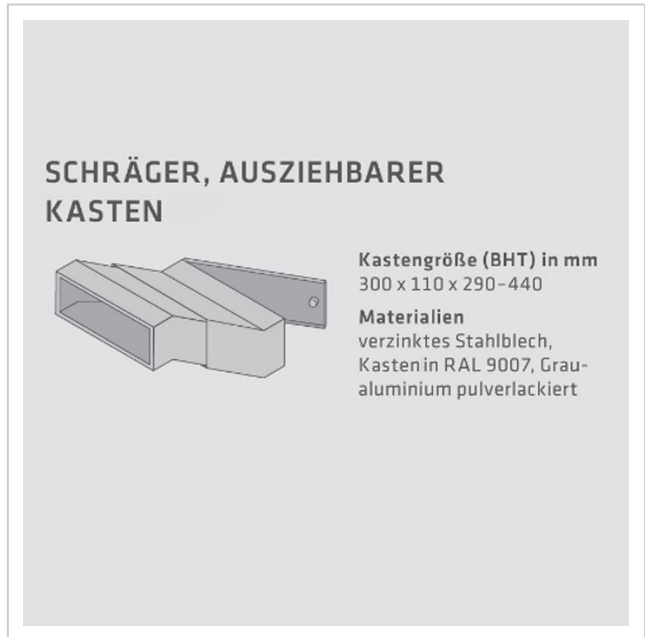 SCHRÄGER, AUSZIEHBARER
KASTEN
Kastengröße (BHT) in mm
300 x 110 x 290-440
Materialien
verzinktes Stahlblech,
Kasten in RAL 9007, Grau-
aluminium pulverlackiert